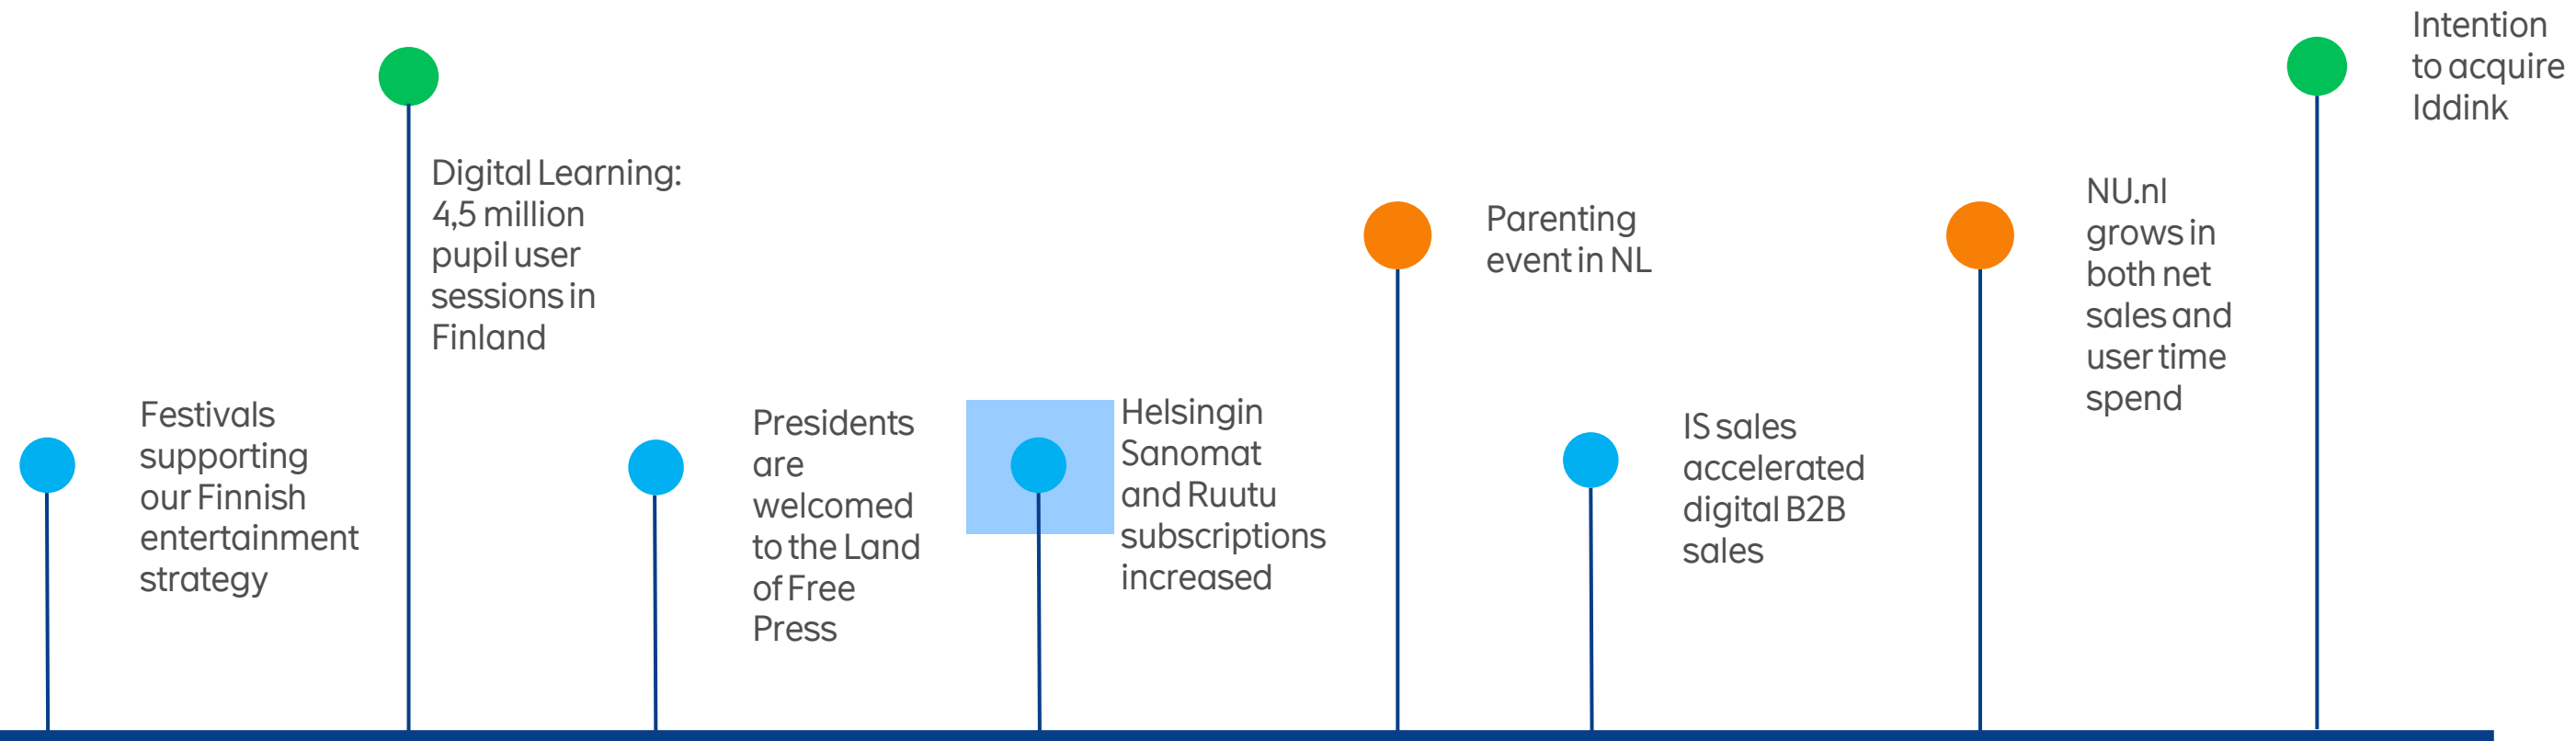 Festivals
supporting
our Finnish
entertainment
strategy
Digital Learning:
4,5 million
pupil user
sessions in
Finland
Presidents
are
welcomed
to the Land
of Free
Press
Helsingin
Sanomat
and Ruutu
subscriptions
increased
Parenting
event in NL
IS sales
accelerated
digital B2B
sales
NU.nl
grows in
both net
sales and
user time
spend
Intention
to acquire
Iddink